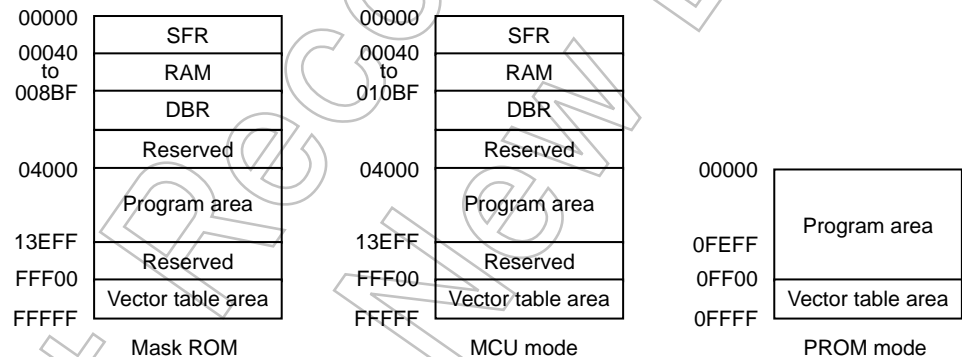 00000
SFR
00040
to
008BF
RAM
DBR
Reserved
04000
Program area
13EFF
Reserved
FFF00
Vector table area
FFFFF
Mask ROM
00000
SFR
00040
to
010BF
RAM
DBR
Reserved
04000
Program area
13EFF
Reserved
FFF00
Vector table area
FFFFF
MCU mode
00000
Program area
0FEFF
0FF00
Vector table area
0FFFF
PROM mode